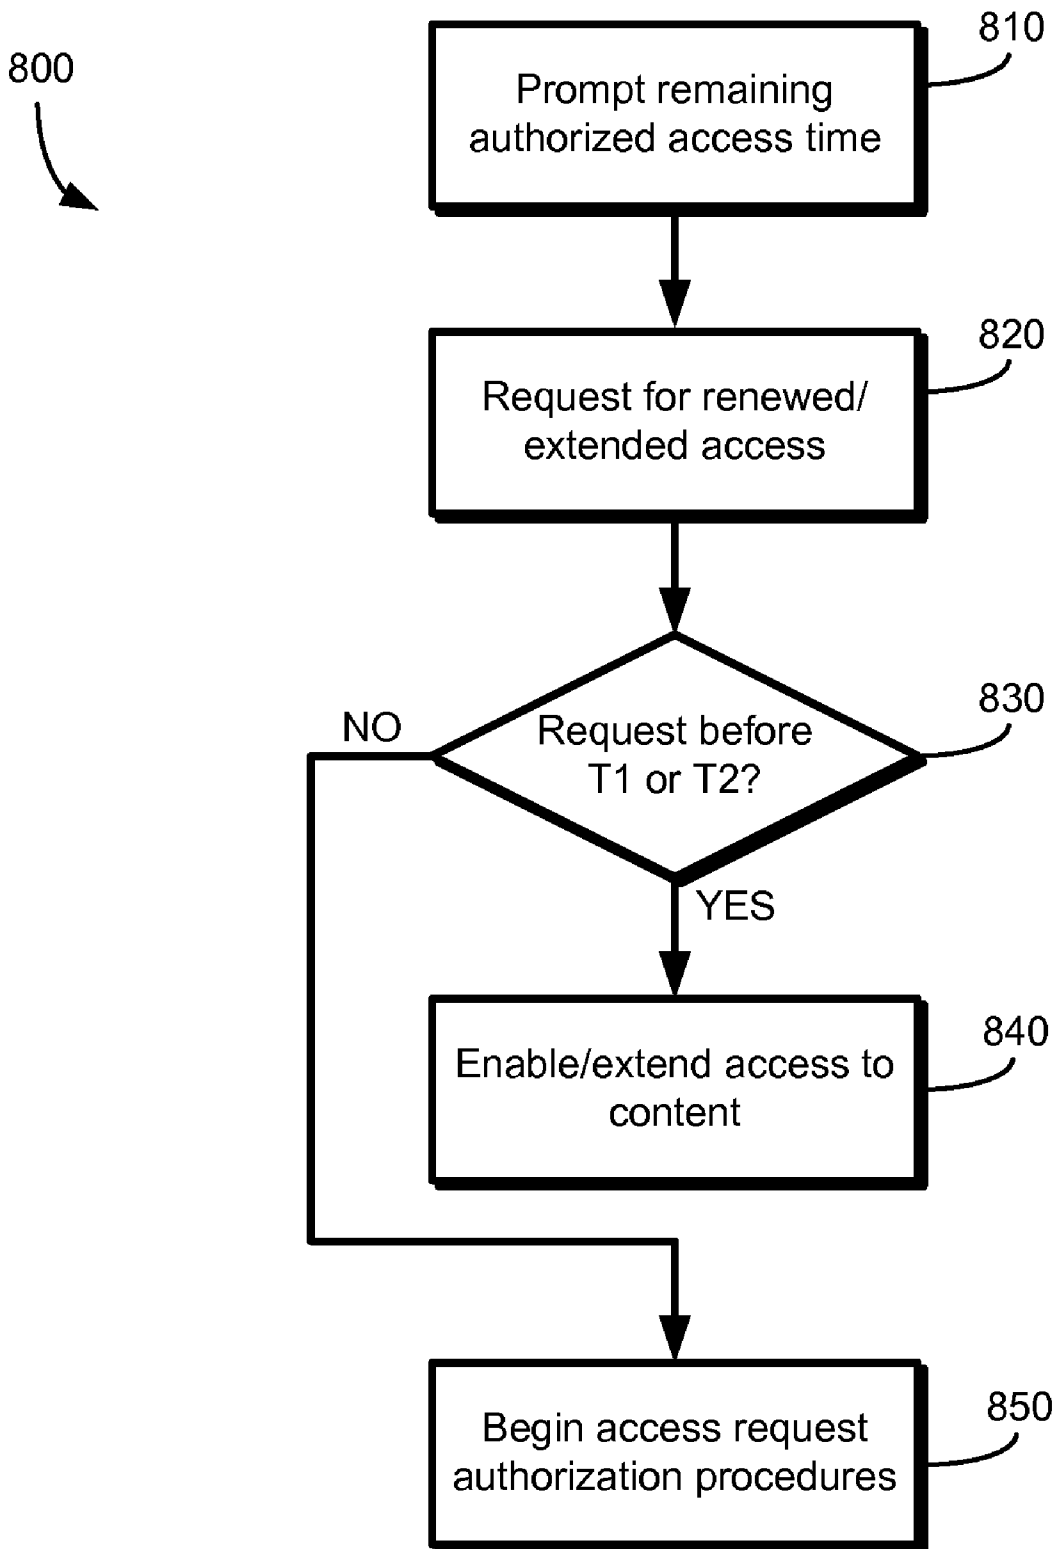 800
810
Prompt remaining
authorized access time
820
Request for renewed/
extended access
830
NO
Request before
T1 or T2?
YES
840
Enable/extend access to
content
850
Begin access request
authorization procedures